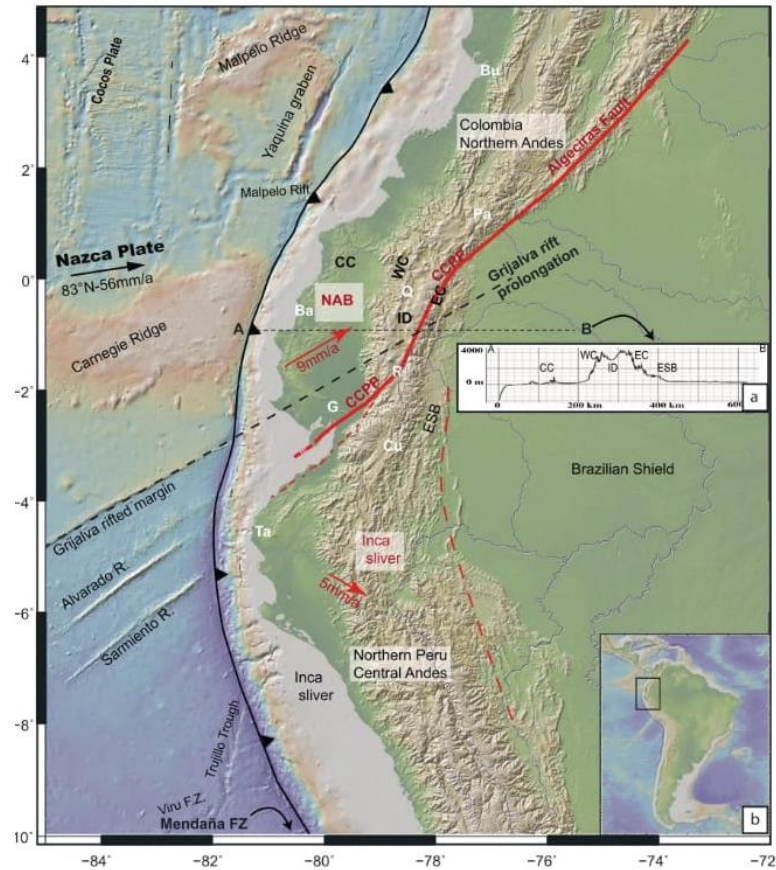 4
2
0
-2
-4
-6
-8
10
-84
-82
-80
-78
-76
-74
-72
Cocos Plate
Malpelo Ridge
Yaquina graben
Malpelo Rift
Bu
Colombia
Northern Andes
Algeciras Fault
Pa
Nazca Plate
83°N-56mm/a
CC
WC
CCPP
EC
Grijalva rift
prolongation
Q
NAB
Ba
ID
A
B
Carnegie Ridge
9mm/a
A
B
4000
0 m
CC
WC
ID
EC
ESB
0
200 km
400 km
a
R
CCPP
G
ESB
Cu
Brazilian Shield
Grijalva rifted margin
Ta
Inca
sliver
Alvarado R.
5mm/a
Sarmiento R.
Northern Peru
Central Andes
Inca
sliver
Trujillo Trough
Viru F.Z.
Mendaña FZ
b